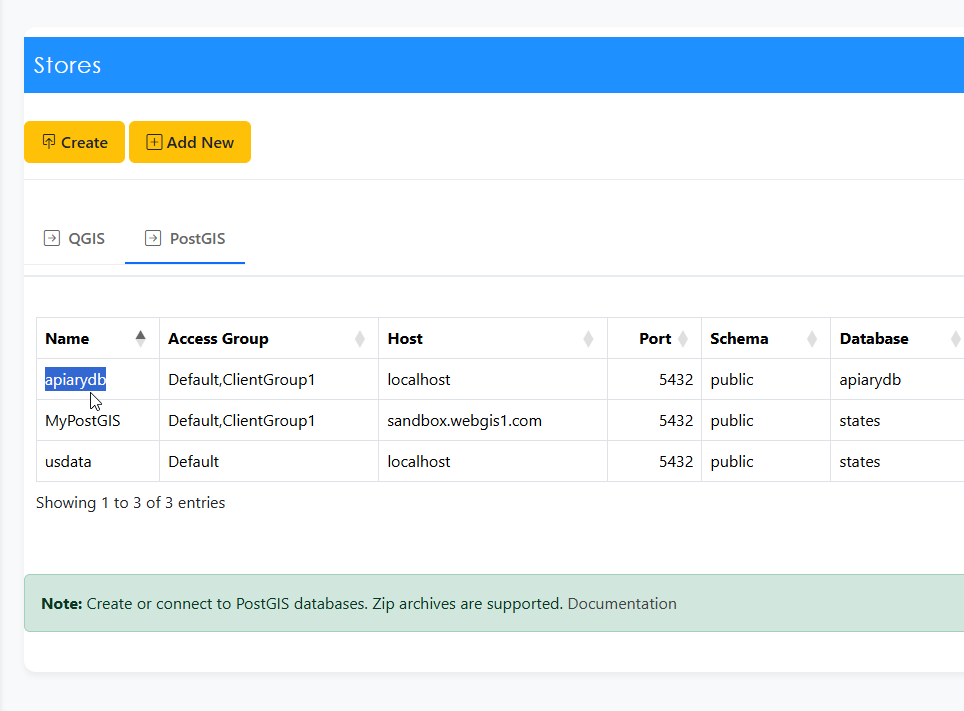 Stores
Create Add New
QGIS PostGIS
Name Access Group Host Port Schema Database
apiarydb Default,ClientGroup1 localhost 5432 public apiarydb
MyPostGIS Default,ClientGroup1 sandbox.webgis1.com 5432 public states
usdata Default localhost 5432 public states
Showing 1 to 3 of 3 entries
Note: Create or connect to PostGIS databases. Zip archives are supported. Documentation